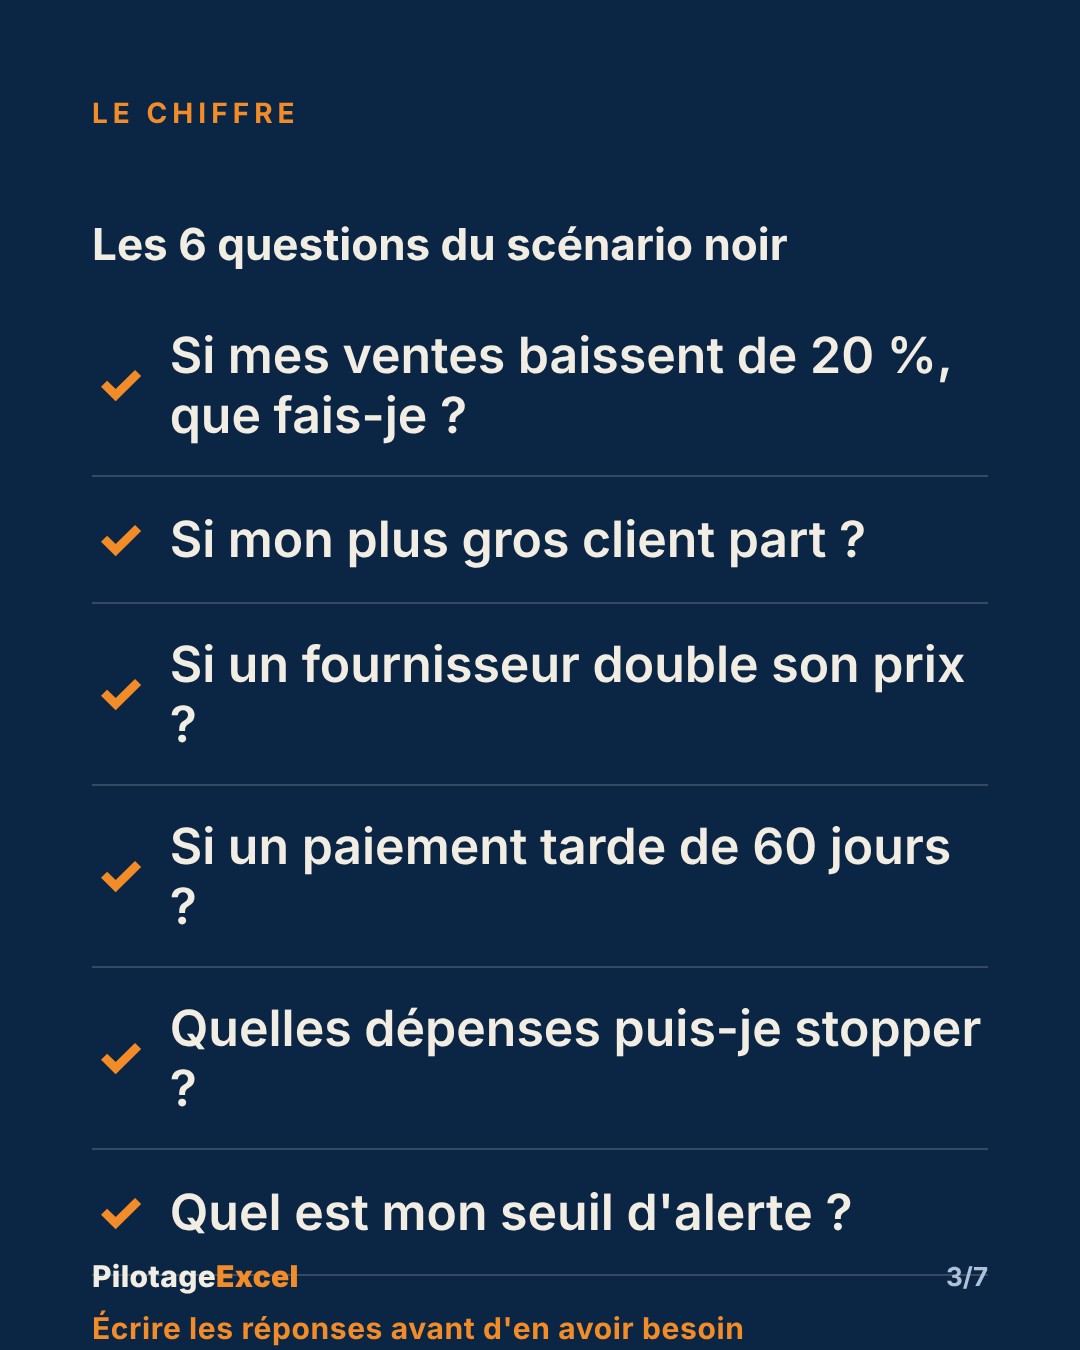 LE CHIFFRE
Les 6 questions du scénario noir
Si mes ventes baissent de 20 %,
que fais-je ?
Si mon plus gros client part ?
Si un fournisseur double son prix
?
Si un paiement tarde de 60 jours
?
Quelles dépenses puis-je stopper
?
Quel est mon seuil d'alerte ?
PilotageExcel 3/7
Écrire les réponses avant d'en avoir besoin